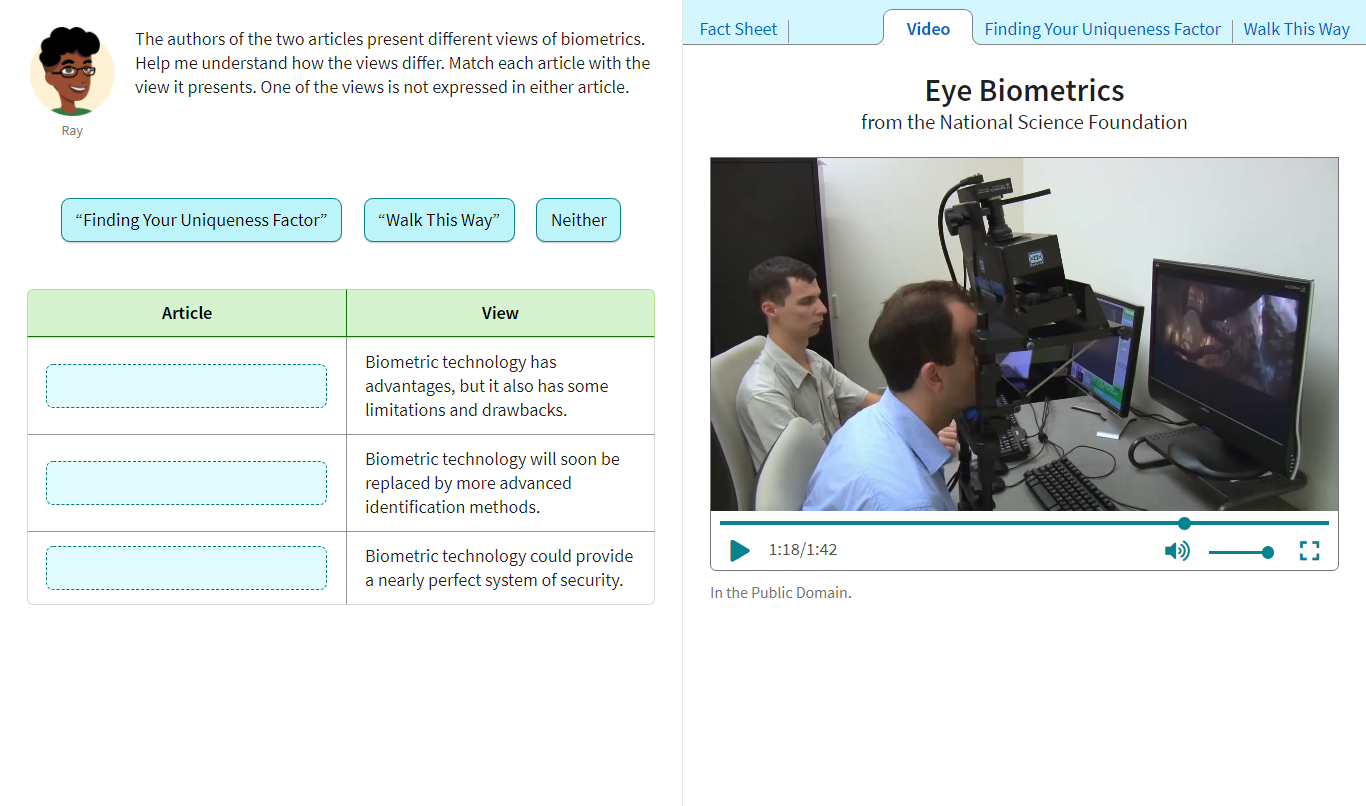 The authors of the two articles present different views of biometrics.
Help me understand how the views differ. Match each article with the
view it presents. One of the views is not expressed in either article.
Ray
“Finding Your Uniqueness Factor”
“Walk This Way”
Neither
Article
View
Biometric technology has
advantages, but it also has some
limitations and drawbacks.
Biometric technology will soon be
replaced by more advanced
identification methods.
Biometric technology could provide
a nearly perfect system of security.
Fact Sheet
Video
Finding Your Uniqueness Factor
Walk This Way
Eye Biometrics
from the National Science Foundation
1:18/1:42
In the Public Domain.